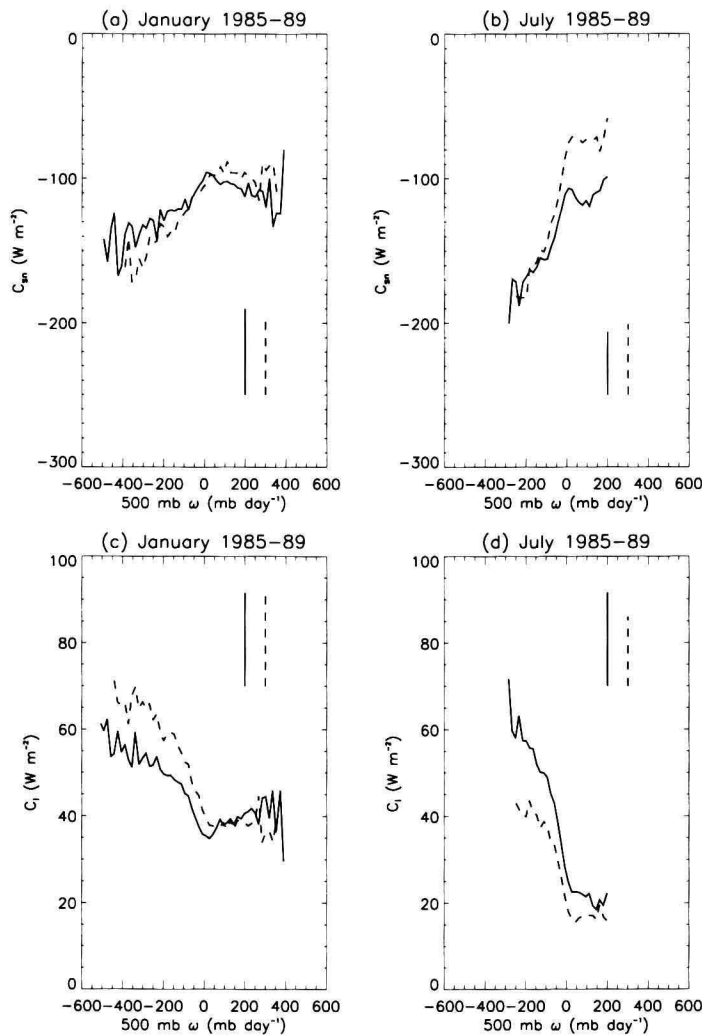 (a) January 1985–89
0
−100
−200
−300
C_sn (W m⁻²)
−600−400−200 0 200 400 600
500 mb ω (mb day⁻¹)
(b) July 1985–89
0
−100
−200
−300
C_sn (W m⁻²)
−600−400−200 0 200 400 600
500 mb ω (mb day⁻¹)
(c) January 1985–89
100
80
60
40
20
0
C_l (W m⁻²)
−600−400−200 0 200 400 600
500 mb ω (mb day⁻¹)
(d) July 1985–89
100
80
60
40
20
0
C_l (W m⁻²)
−600−400−200 0 200 400 600
500 mb ω (mb day⁻¹)